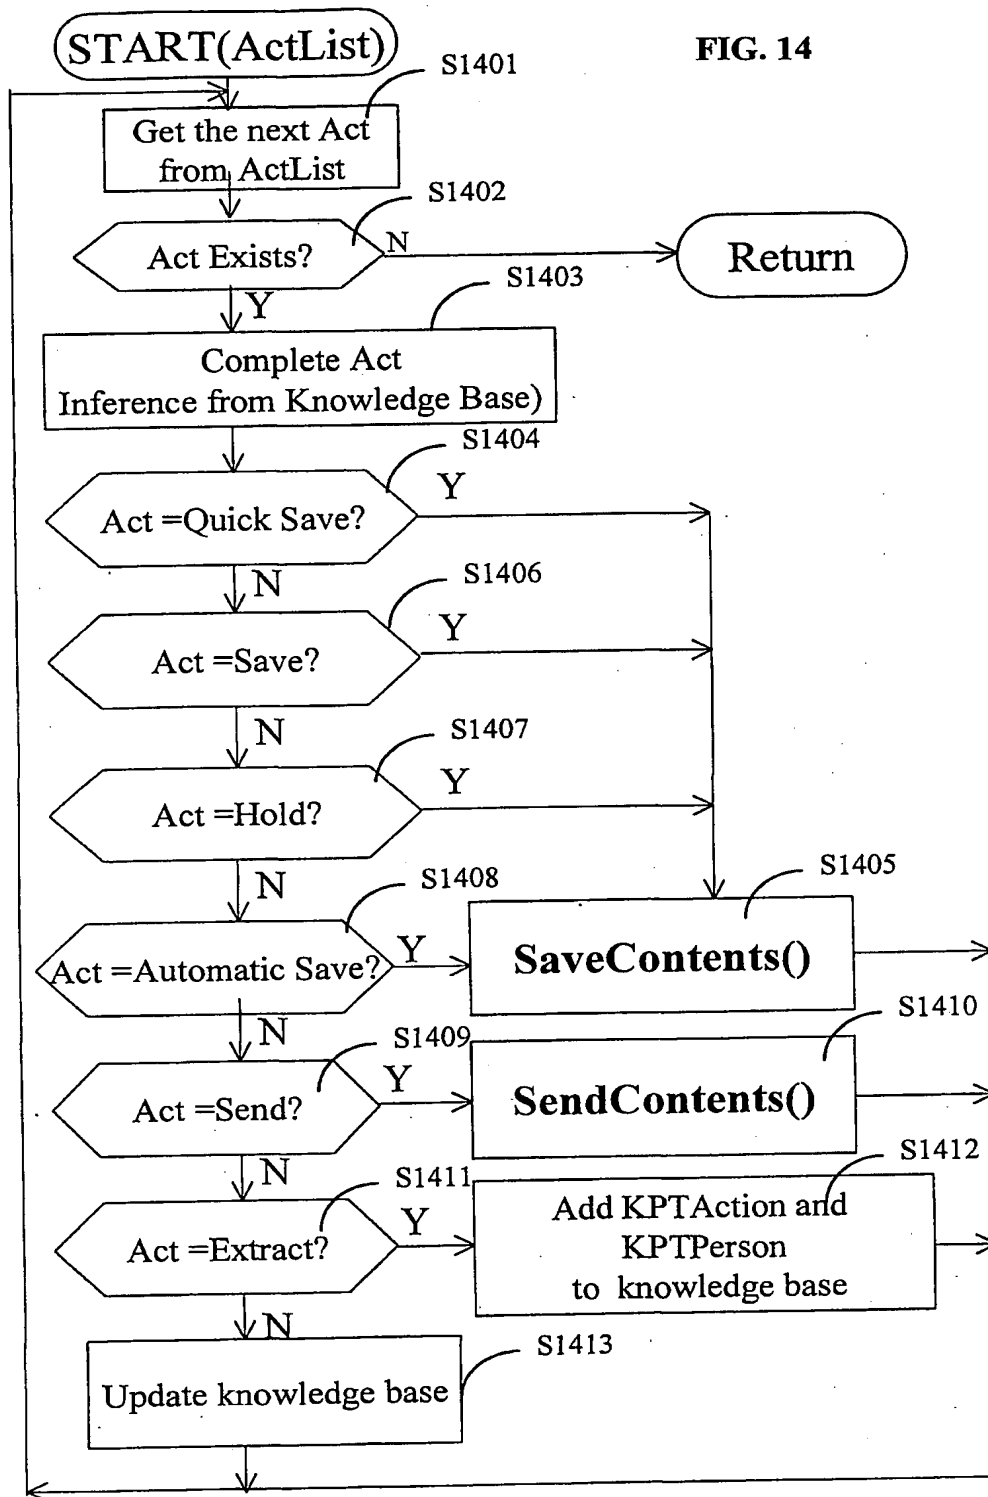 START(ActList)
FIG. 14
S1401
Get the next Act
from ActList
S1402
Act Exists?
N
Return
Y
S1403
Complete Act
Inference from Knowledge Base)
S1404
Act =Quick Save?
Y
N
S1406
Act =Save?
Y
N
S1407
Act =Hold?
Y
N
S1408
Act =Automatic Save?
Y
S1405
SaveContents()
N
S1409
Act =Send?
Y
S1410
SendContents()
N
S1411
Act =Extract?
Y
S1412
Add KPTAction and
KPTPerson
to knowledge base
N
S1413
Update knowledge base